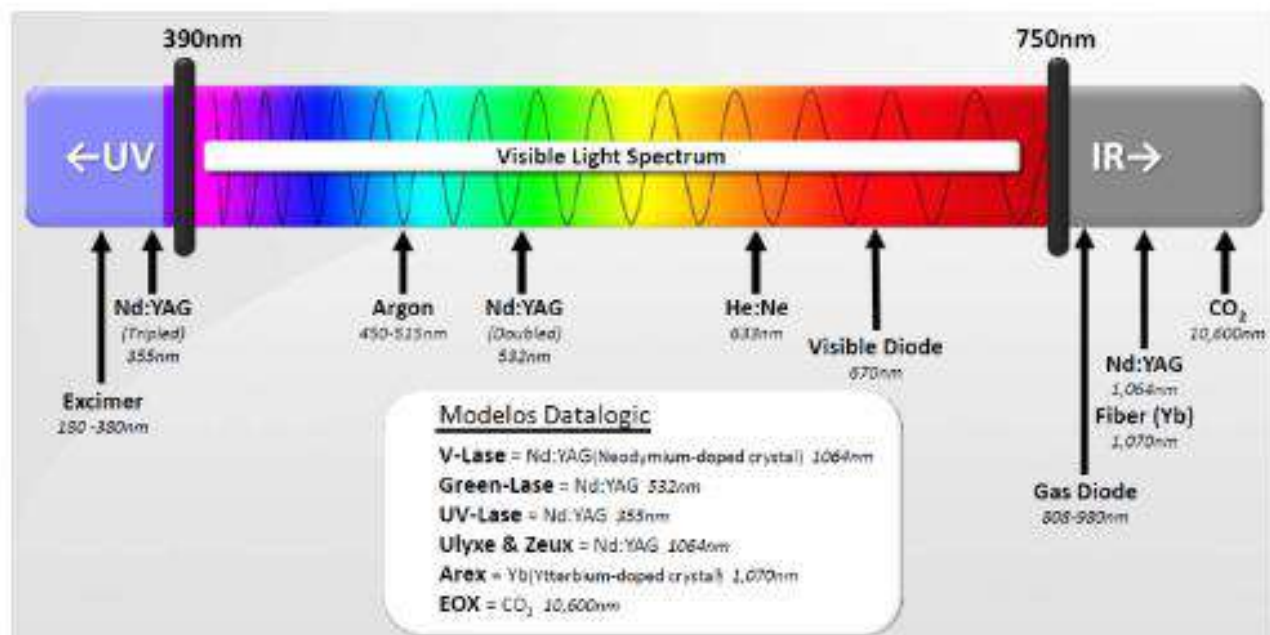 390nm
750nm
←UV
Visible Light Spectrum
IR→
Nd:YAG
(Tripled)
355nm
Argon
450-515nm
Nd:YAG
(Doubled)
532nm
He:Ne
633nm
Visible Diode
670nm
CO₂
10,600nm
Nd:YAG
1,064nm
Fiber (Yb)
1,070nm
Excimer
180 -380nm
Gas Diode
808-980nm
Modelos Datalogic
V-Lase = Nd:YAG(Neodymium-doped crystal) 1064nm
Green-Lase = Nd:YAG 532nm
UV-Lase = Nd:YAG 355nm
Ulyxe & Zeux = Nd:YAG 1064nm
Arex = Yb(Ytterbium-doped crystal) 1,070nm
EOX = CO₂ 10,600nm